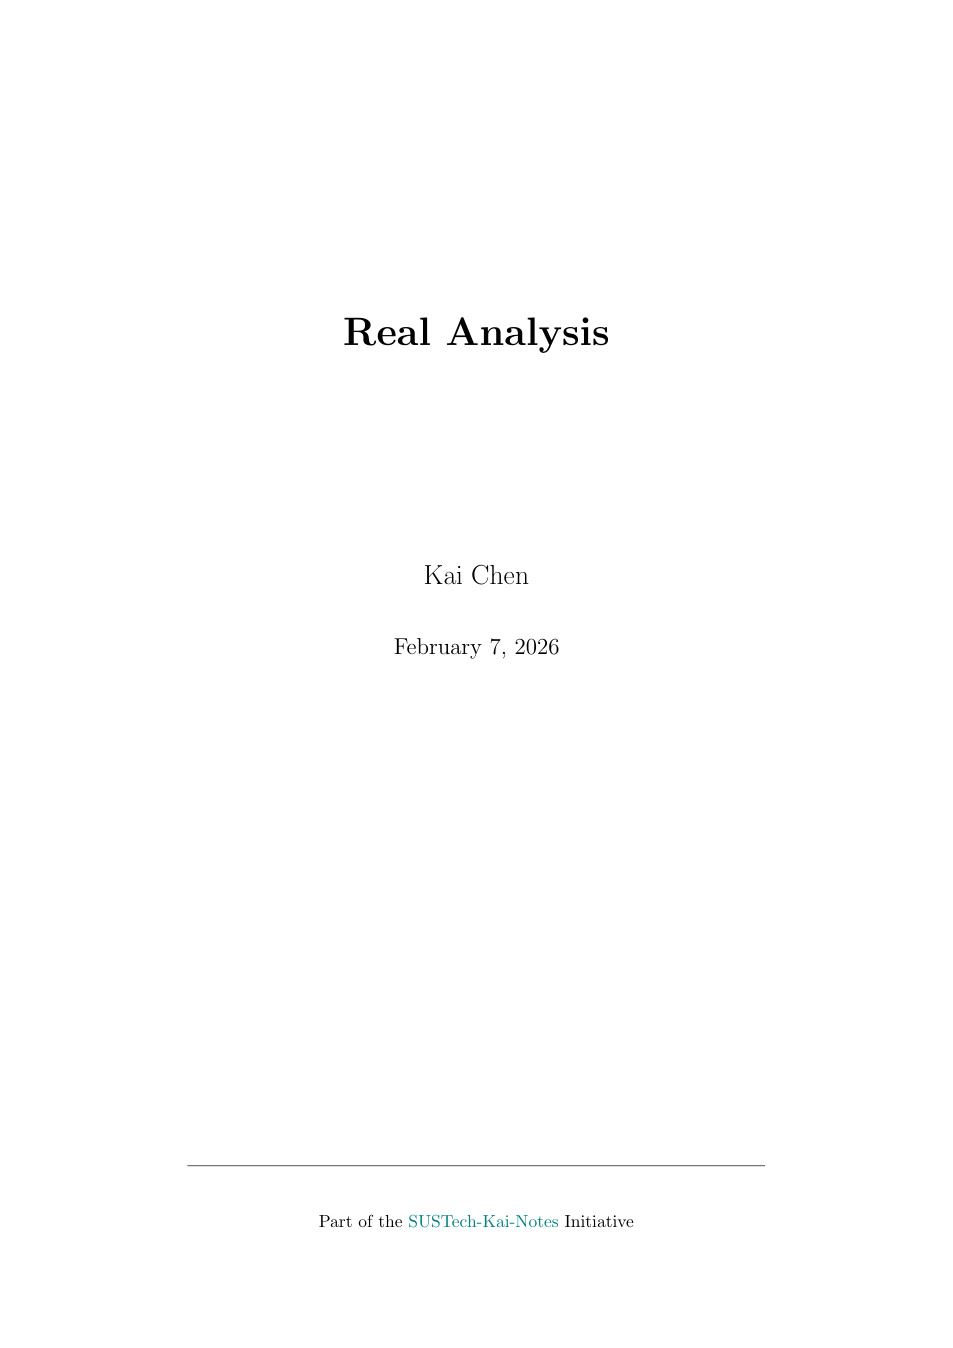 Real Analysis
Kai Chen
February 7, 2026
Part of the SUSTech-Kai-Notes Initiative